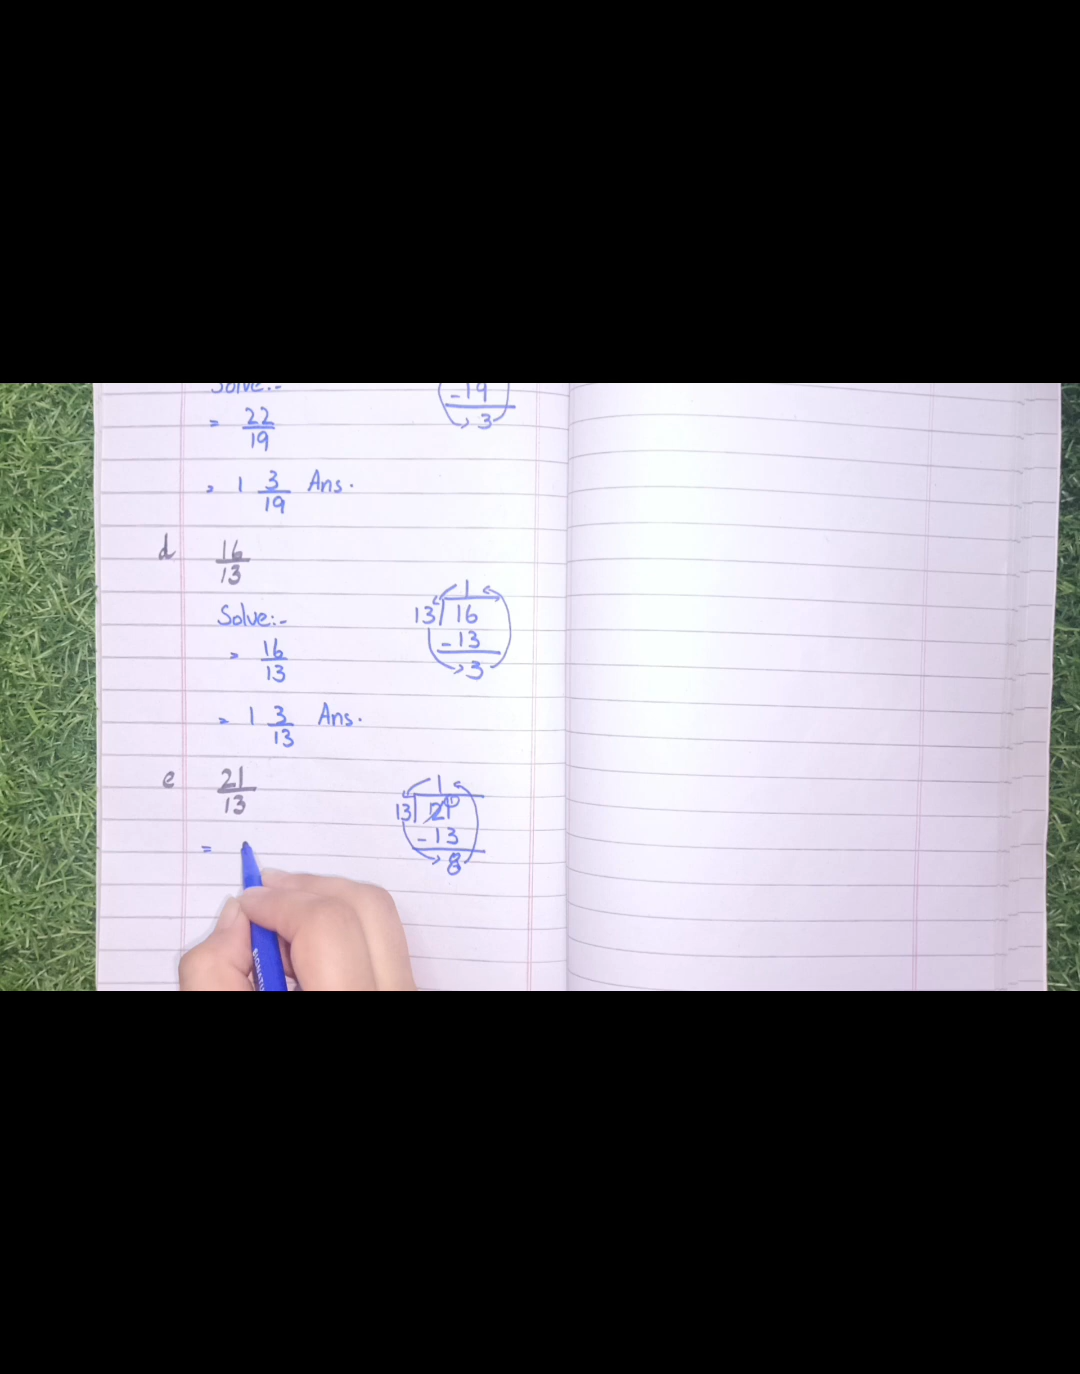 Solve:-
= 22/19
= 1 3/19 Ans.
-19
3
d 16/13
Solve:-
= 16/13
= 1 3/13 Ans.
1
13 16
-13
3
e 21/13
=
1
13 21
-13
8